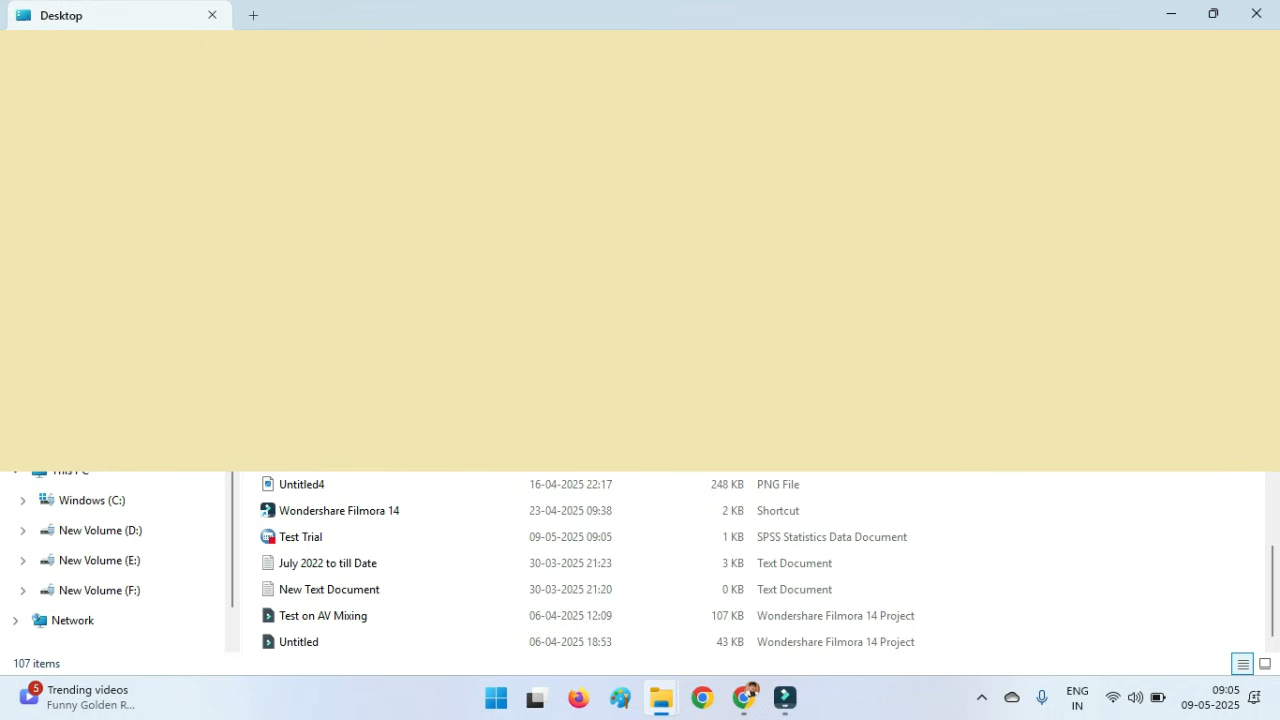 Desktop
This PC
Windows (C:)
New Volume (D:)
New Volume (E:)
New Volume (F:)
Network
Untitled4 16-04-2025 22:17 248 KB PNG File
Wondershare Filmora 14 23-04-2025 09:38 2 KB Shortcut
Test Trial 09-05-2025 09:05 1 KB SPSS Statistics Data Document
July 2022 to till Date 30-03-2025 21:23 3 KB Text Document
New Text Document 30-03-2025 21:20 0 KB Text Document
Test on AV Mixing 06-04-2025 12:09 107 KB Wondershare Filmora 14 Project
Untitled 06-04-2025 18:53 43 KB Wondershare Filmora 14 Project
107 items
5
Trending videos
Funny Golden R...
ENG
IN
09:05
09-05-2025